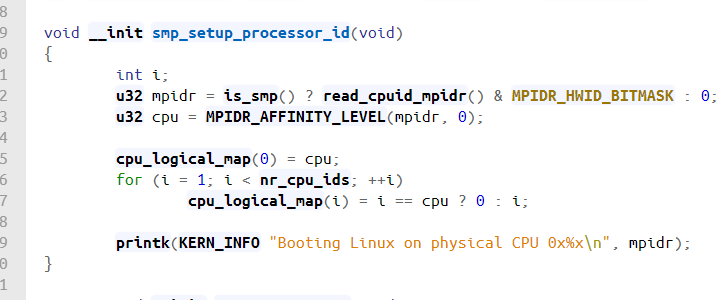 8
9 void __init smp_setup_processor_id(void)
0 {
1 int i;
2 u32 mpidr = is_smp() ? read_cpuid_mpidr() & MPIDR_HWID_BITMASK : 0;
3 u32 cpu = MPIDR_AFFINITY_LEVEL(mpidr, 0);
4
5 cpu_logical_map(0) = cpu;
6 for (i = 1; i < nr_cpu_ids; ++i)
7 cpu_logical_map(i) = i == cpu ? 0 : i;
8
9 printk(KERN_INFO "Booting Linux on physical CPU 0x%x\n", mpidr);
0 }
1